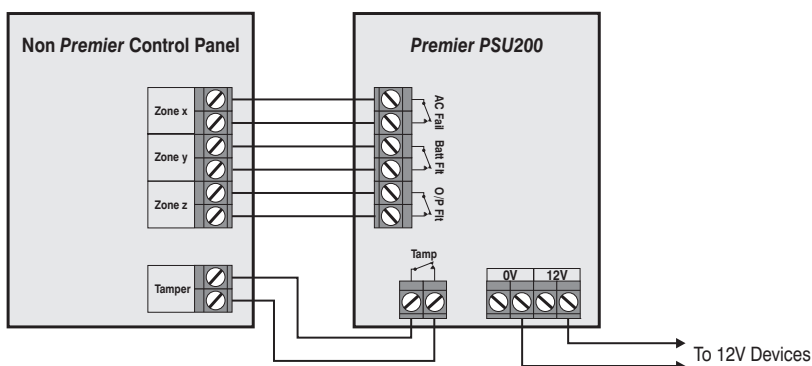 Non Premier Control Panel
Premier PSU200
Zone x
Zone y
Zone z
Tamper
AC Fail
Batt Flt
O/P Flt
Tamp
0V 12V
To 12V Devices